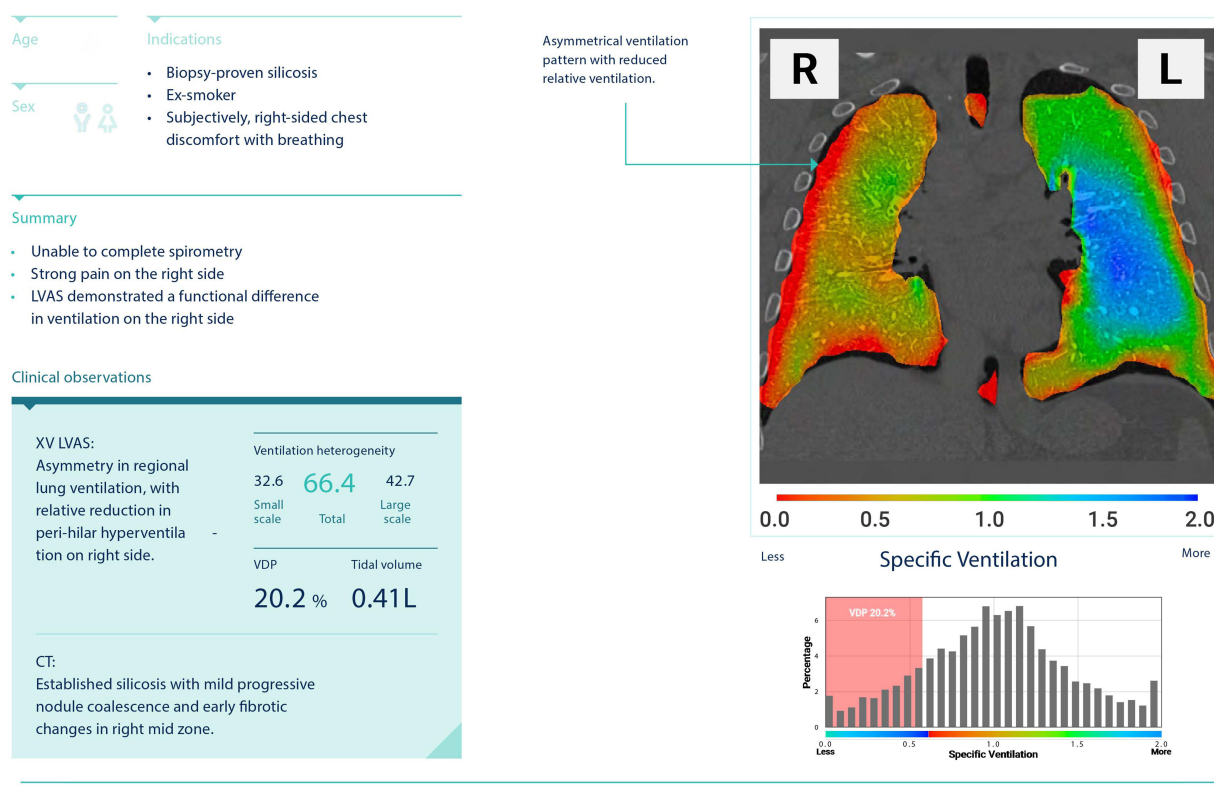 Age
Indications
• Biopsy-proven silicosis
• Ex-smoker
• Subjectively, right-sided chest
discomfort with breathing
Sex
Summary
• Unable to complete spirometry
• Strong pain on the right side
• LVAS demonstrated a functional difference
in ventilation on the right side
Clinical observations
XV LVAS:
Asymmetry in regional
lung ventilation, with
relative reduction in
peri-hilar hyperventila -
tion on right side.
Ventilation heterogeneity
32.6 66.4 42.7
Small
scale
Total
Large
scale
VDP
20.2 %
Tidal volume
0.41L
CT:
Established silicosis with mild progressive
nodule coalescence and early fibrotic
changes in right mid zone.
Asymmetrical ventilation
pattern with reduced
relative ventilation.
R
L
0.0 0.5 1.0 1.5 2.0
Less
Specific Ventilation
More
VDP 20.2%
Percentage
6
4
2
0
0.0 0.5 1.0 1.5 2.0
Less
Specific Ventilation
More